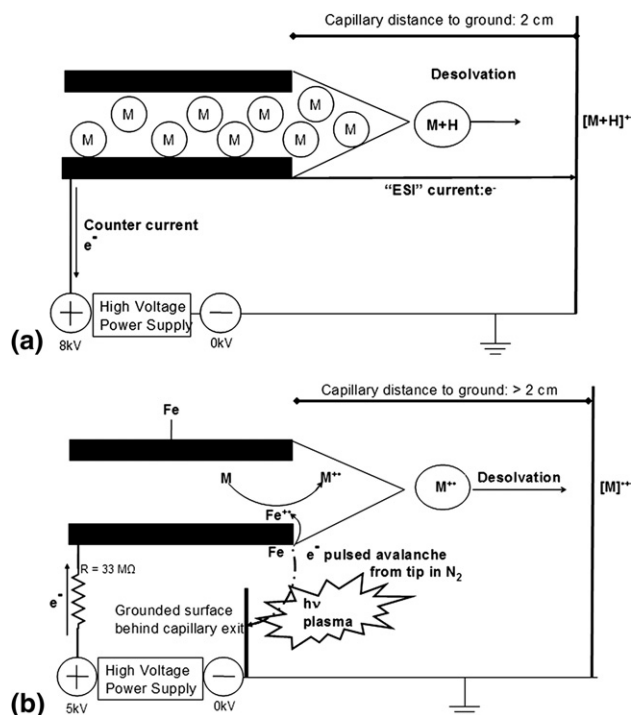 Capillary distance to ground: 2 cm
Desolvation
M
M
M
M
M
M
M
M
M
M+H
[M+H]⁺
"ESI" current:e⁻
Counter current
e⁻
High Voltage
Power Supply
+
−
8kV
0kV
(a)
Capillary distance to ground: > 2 cm
Fe
M
M⁺•
M⁺•
Desolvation
[M]•+
Fe⁺•
Fe
e⁻ pulsed avalanche
from tip in N₂
R = 33 MΩ
e⁻
Grounded surface
behind capillary exit
hν
plasma
High Voltage
Power Supply
+
−
5kV
0kV
(b)